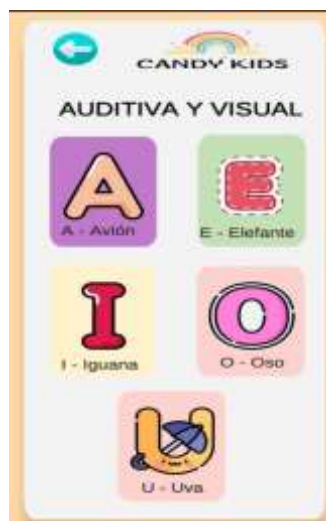 CANDY KIDS
AUDITIVA Y VISUAL
A
E
A - Avión
E - Elefante
I
O
I - Iguana
O - Oso
U
U - Uva